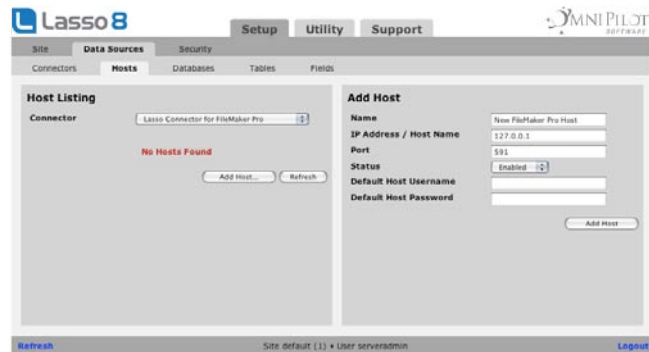 Lasso 8
Setup Utility Support
OMNIPILOT
SOFTWARE
Site Data Sources Security
Connectors Hosts Databases Tables Fields
Host Listing
Connector Lasso Connector for FileMaker Pro
No Hosts Found
Add Host... Refresh
Add Host
Name New FileMaker Pro Host
IP Address / Host Name 127.0.0.1
Port 591
Status Enabled
Default Host Username
Default Host Password
Add Host
Refresh Site default (1) • User serveradmin Logout